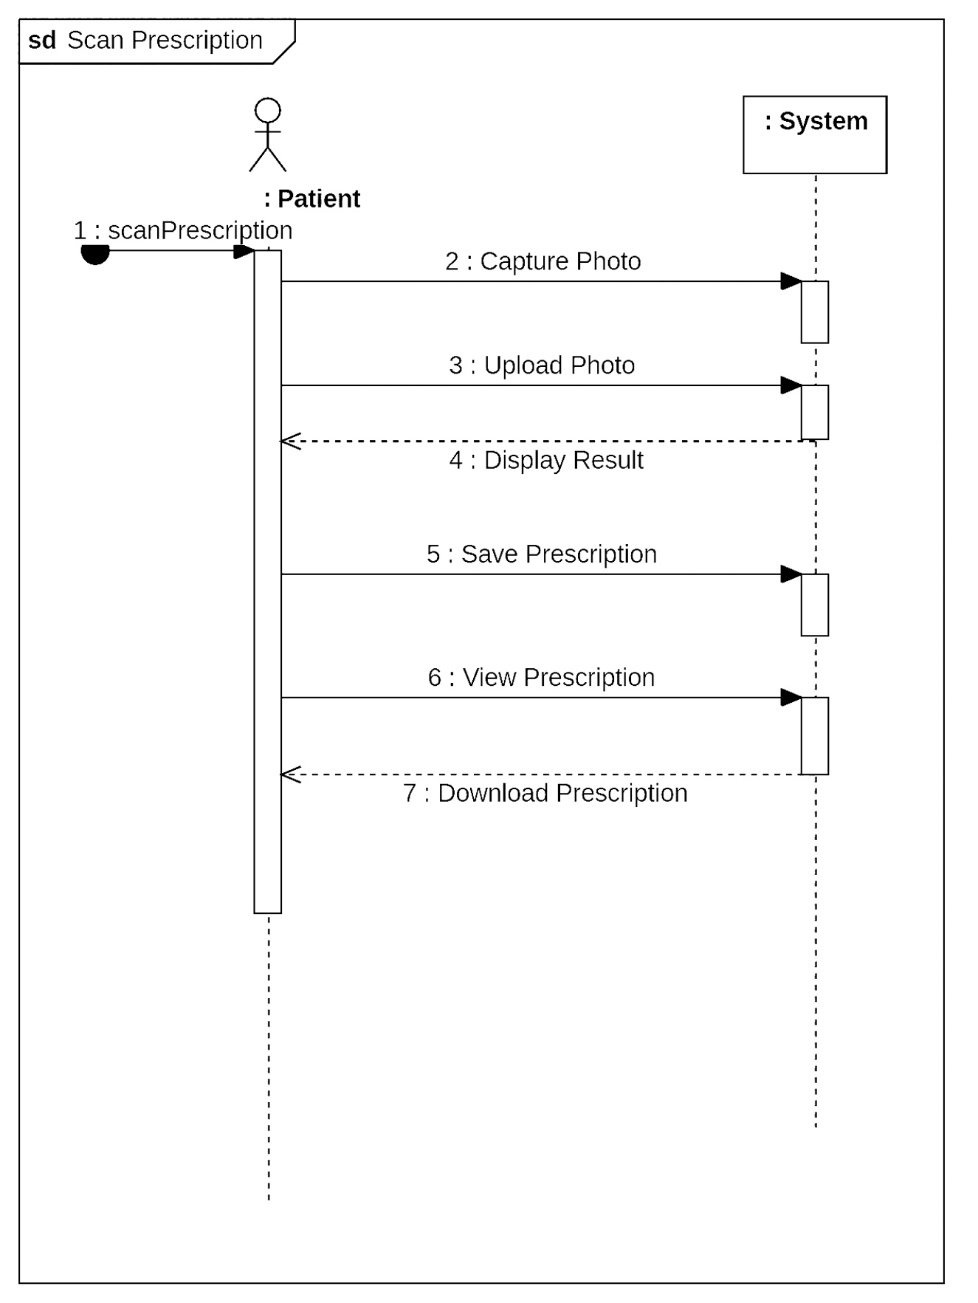 sd Scan Prescription
: System
: Patient
1 : scanPrescription
2 : Capture Photo
3 : Upload Photo
4 : Display Result
5 : Save Prescription
6 : View Prescription
7 : Download Prescription